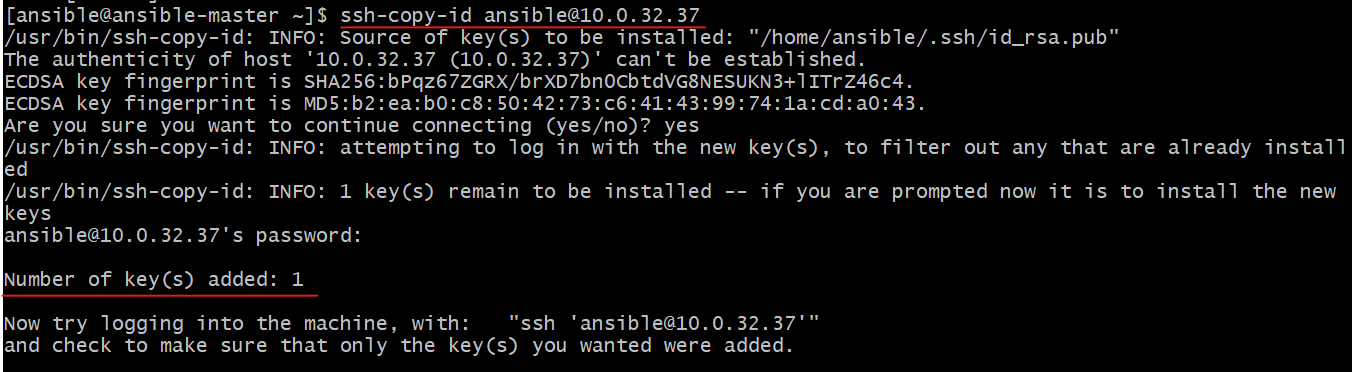 [ansible@ansible-master ~]$ ssh-copy-id ansible@10.0.32.37
/usr/bin/ssh-copy-id: INFO: Source of key(s) to be installed: "/home/ansible/.ssh/id_rsa.pub"
The authenticity of host '10.0.32.37 (10.0.32.37)' can't be established.
ECDSA key fingerprint is SHA256:bPqz67ZGRX/brXD7bn0CbtdVG8NESUKN3+lITrZ46c4.
ECDSA key fingerprint is MD5:b2:ea:b0:c8:50:42:73:c6:41:43:99:74:1a:cd:a0:43.
Are you sure you want to continue connecting (yes/no)? yes
/usr/bin/ssh-copy-id: INFO: attempting to log in with the new key(s), to filter out any that are already install
ed
/usr/bin/ssh-copy-id: INFO: 1 key(s) remain to be installed -- if you are prompted now it is to install the new
keys
ansible@10.0.32.37's password:
Number of key(s) added: 1
Now try logging into the machine, with:   "ssh 'ansible@10.0.32.37'"
and check to make sure that only the key(s) you wanted were added.